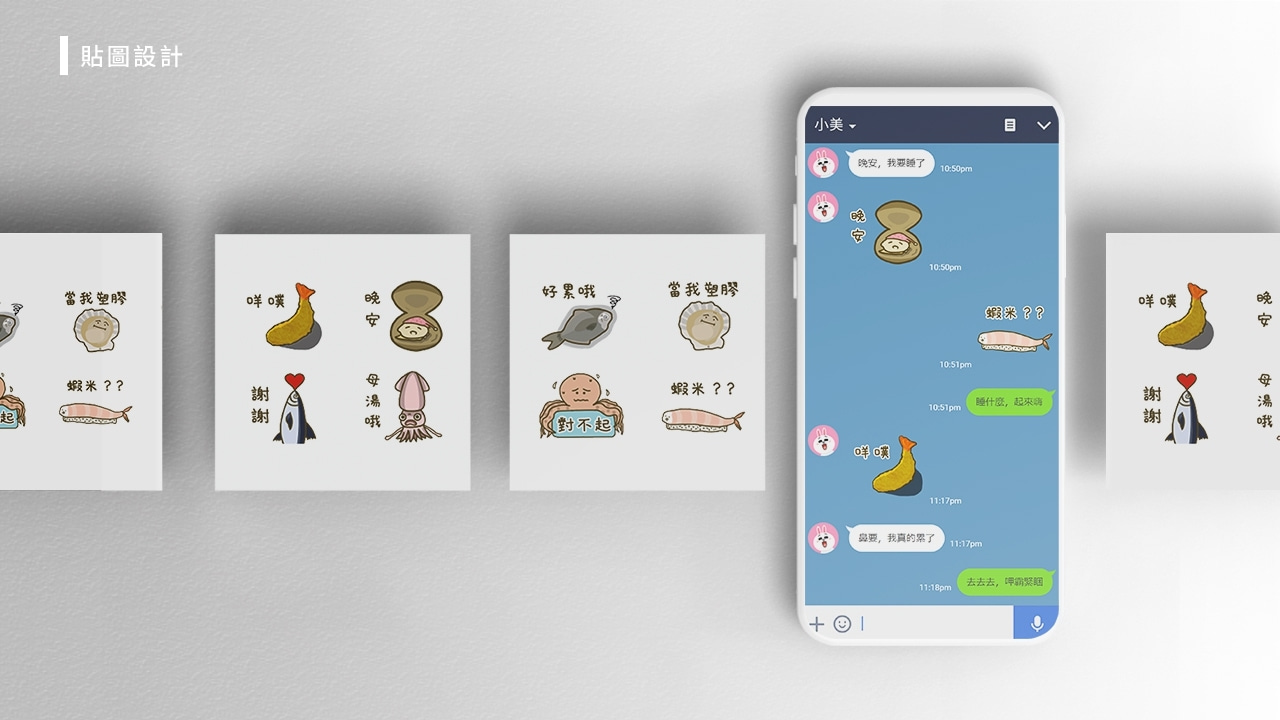 貼圖設計
當我塑膠
蝦米？？
起
咩噗
晚安
謝謝
母湯哦
好累哦
當我塑膠
對不起
蝦米？？
小美
晚安，我要睡了
10:50pm
晚安
10:50pm
蝦米？？
10:51pm
睡什麼，起來嗨
10:51pm
咩噗
11:17pm
鼻要，我真的累了
11:17pm
去去去，呷霸緊睏
11:18pm
咩噗
晚安
謝謝
母湯哦